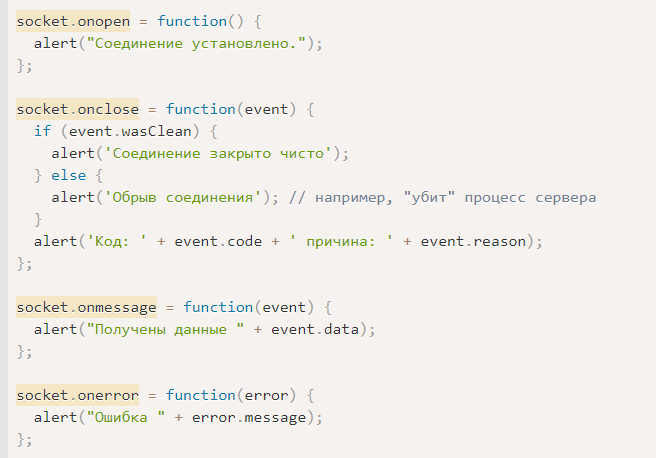 socket.onopen = function() {
  alert("Соединение установлено.");
};

socket.onclose = function(event) {
  if (event.wasClean) {
    alert('Соединение закрыто чисто');
  } else {
    alert('Обрыв соединения'); // например, "убит" процесс сервера
  }
  alert('Код: ' + event.code + ' причина: ' + event.reason);
};

socket.onmessage = function(event) {
  alert("Получены данные " + event.data);
};

socket.onerror = function(error) {
  alert("Ошибка " + error.message);
};